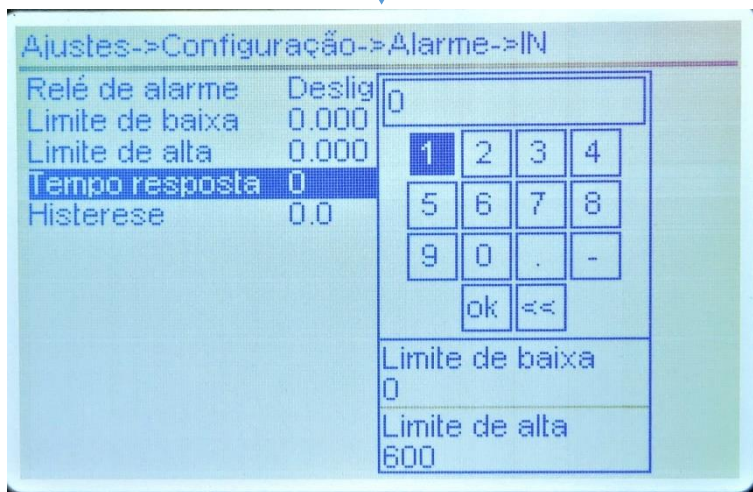 Ajustes->Configuração->Alarme->IN
Relé de alarme Deslig
Limite de baixa 0.000
Limite de alta 0.000
Tempo resposta 0
Histerese 0.0
0
1 2 3 4
5 6 7 8
9 0 . -
ok <<
Limite de baixa
0
Limite de alta
600